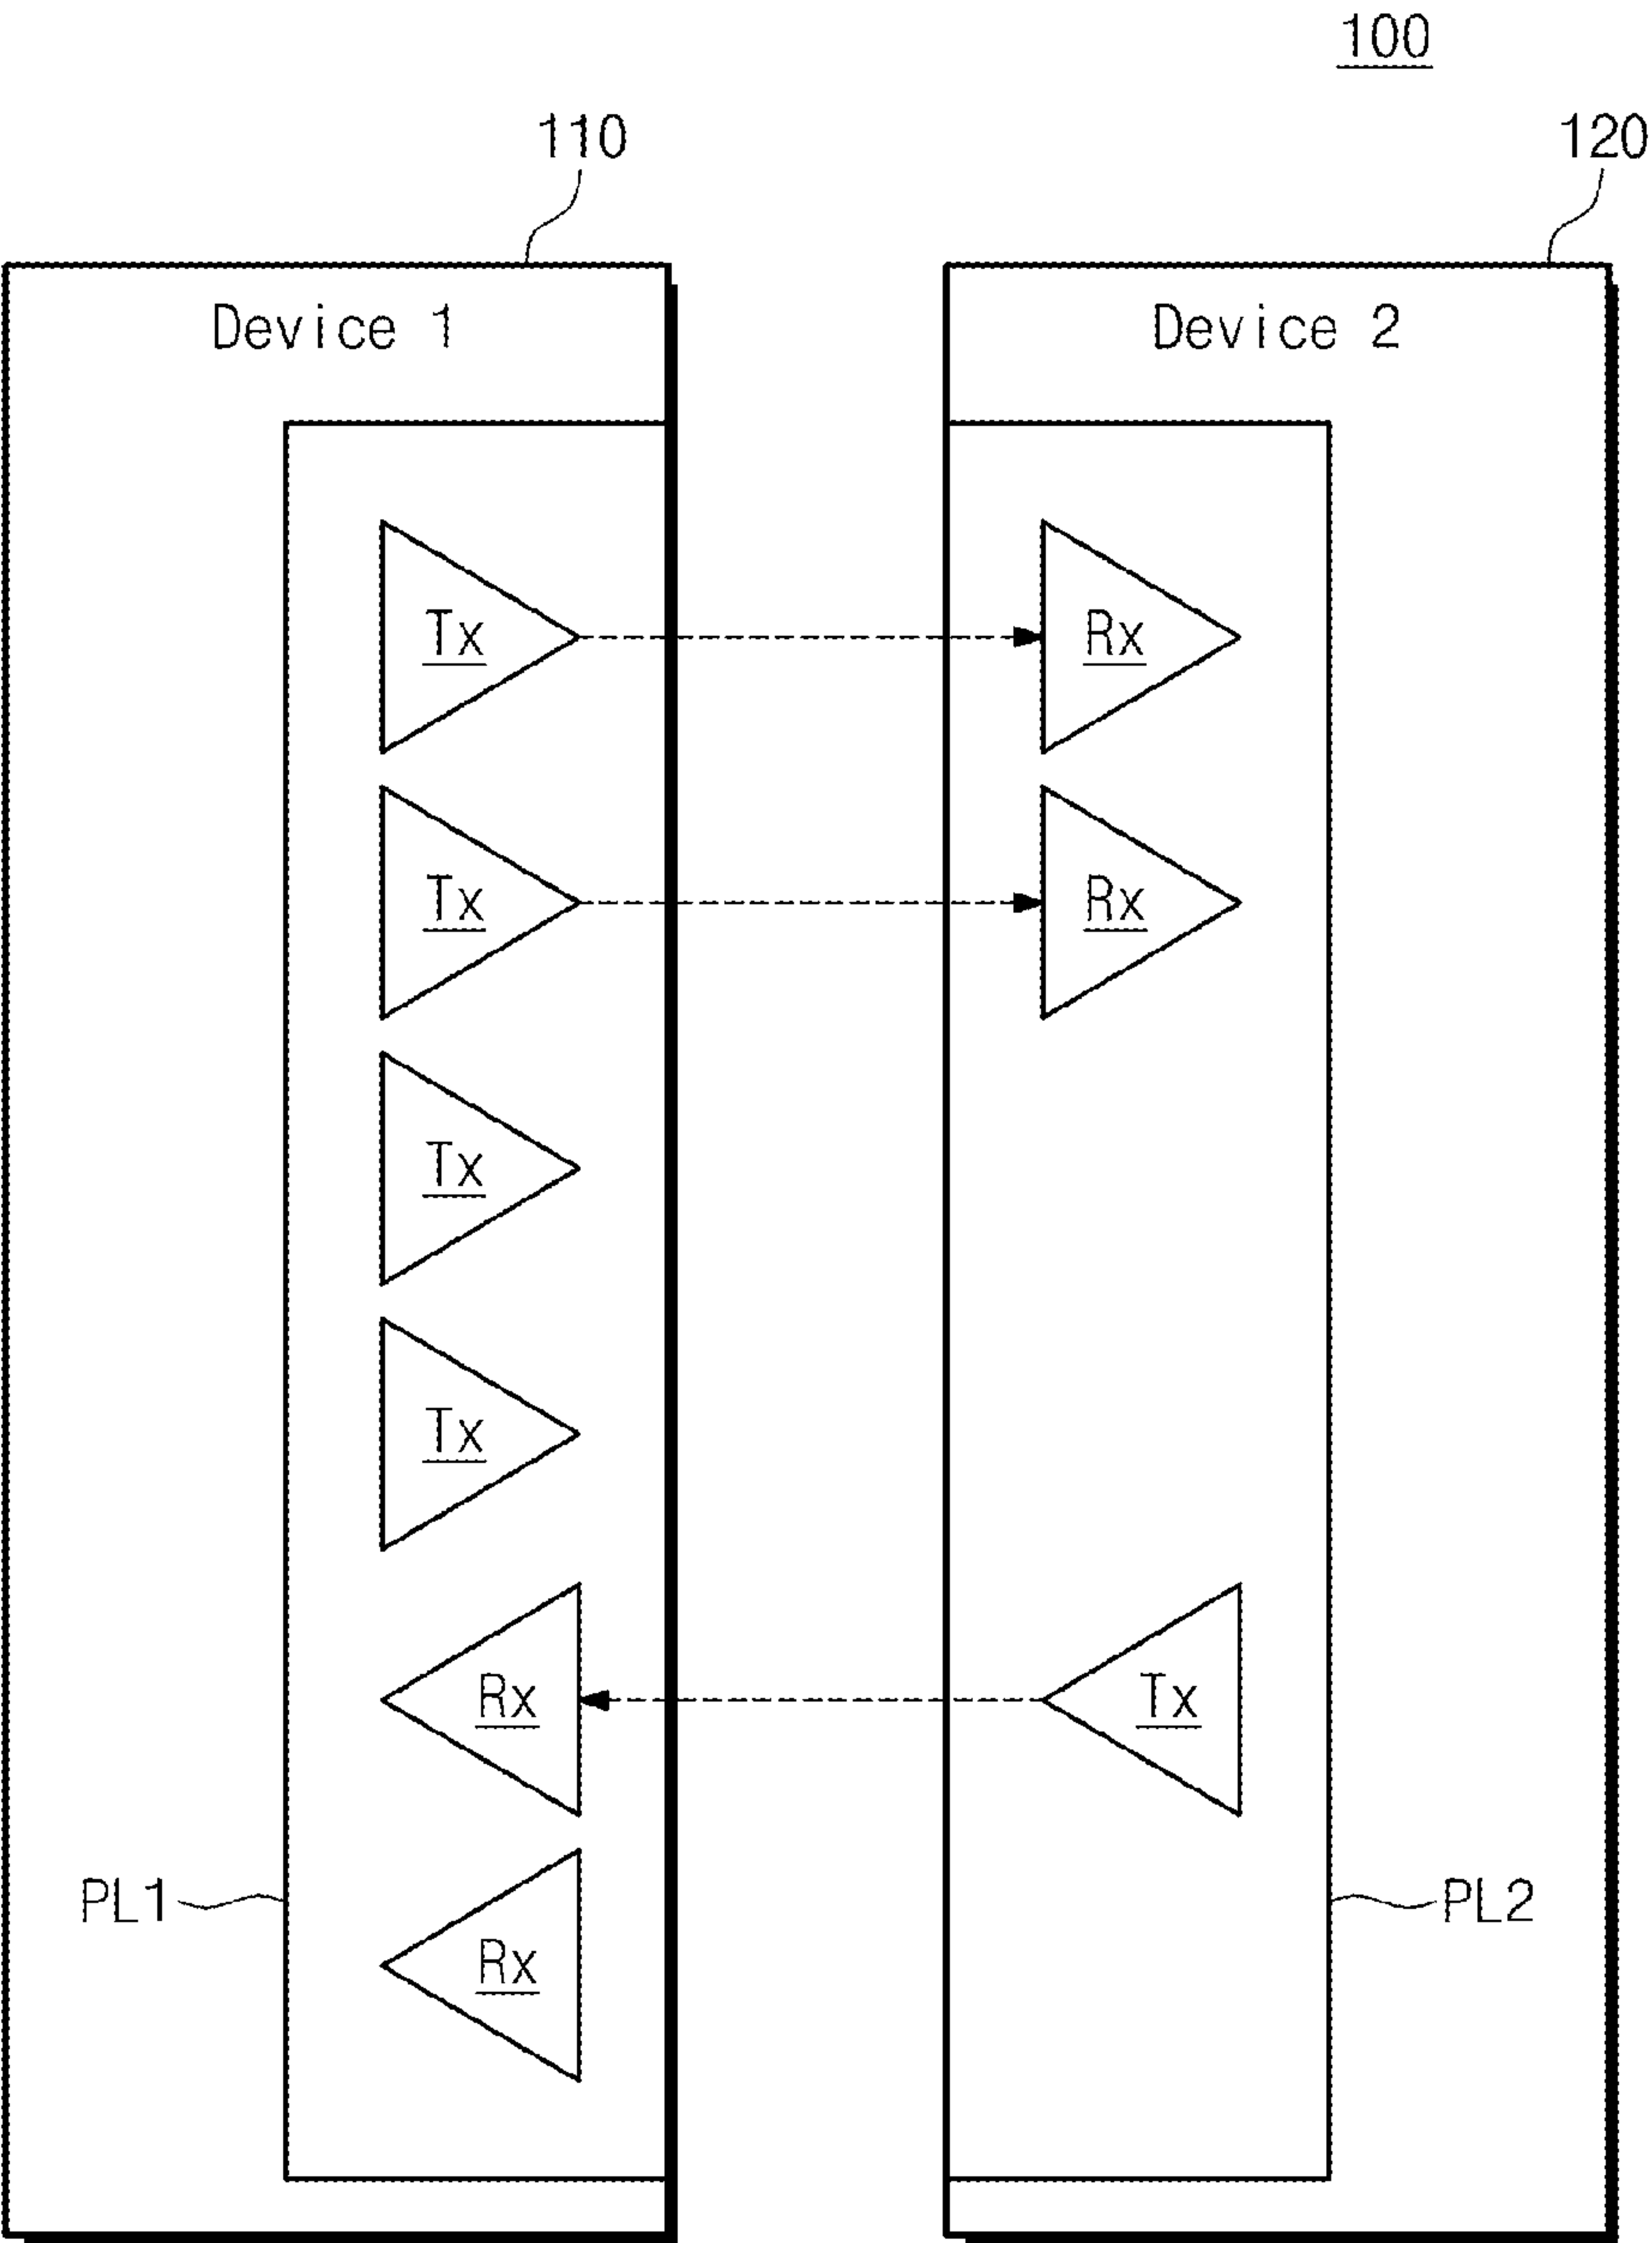 100
110
120
Device 1
Device 2
Tx
Rx
Tx
Rx
Tx
Tx
Rx
Tx
PL1
PL2
Rx